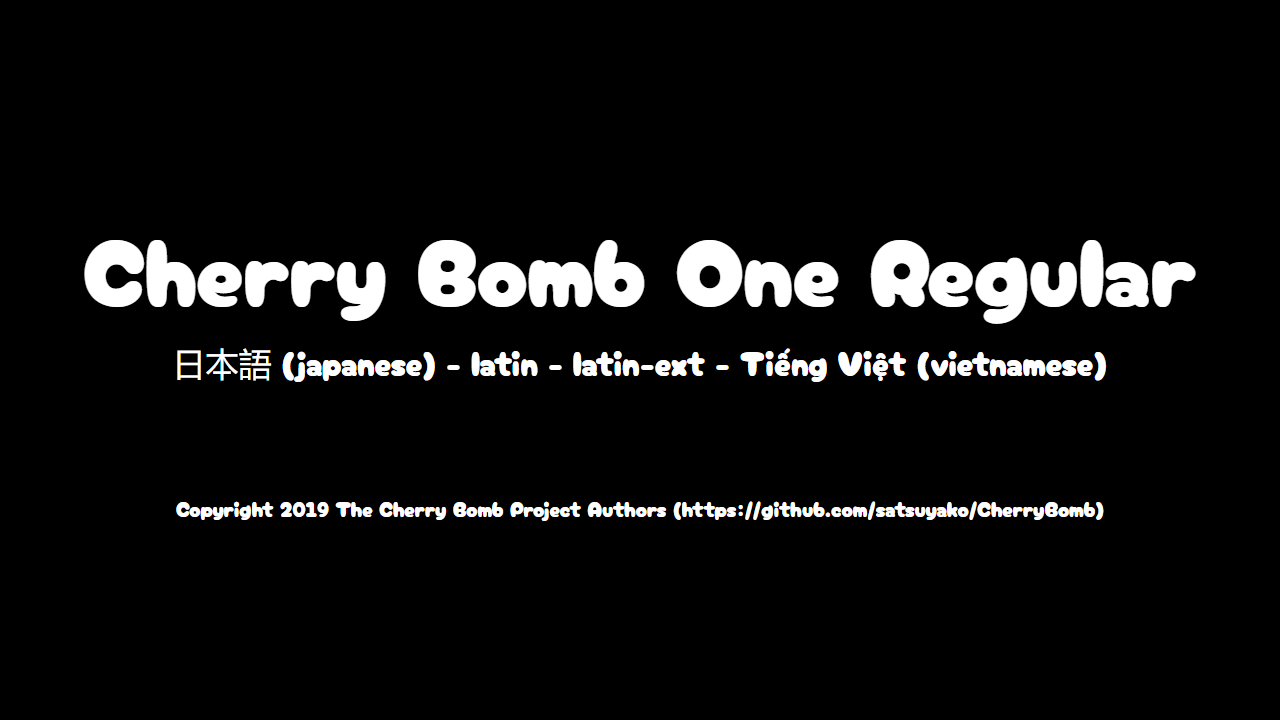 Cherry Bomb One Regular
日本語 (japanese) - latin - latin-ext - Tiếng Việt (vietnamese)
Copyright 2019 The Cherry Bomb Project Authors (https://github.com/satsuyako/CherryBomb)